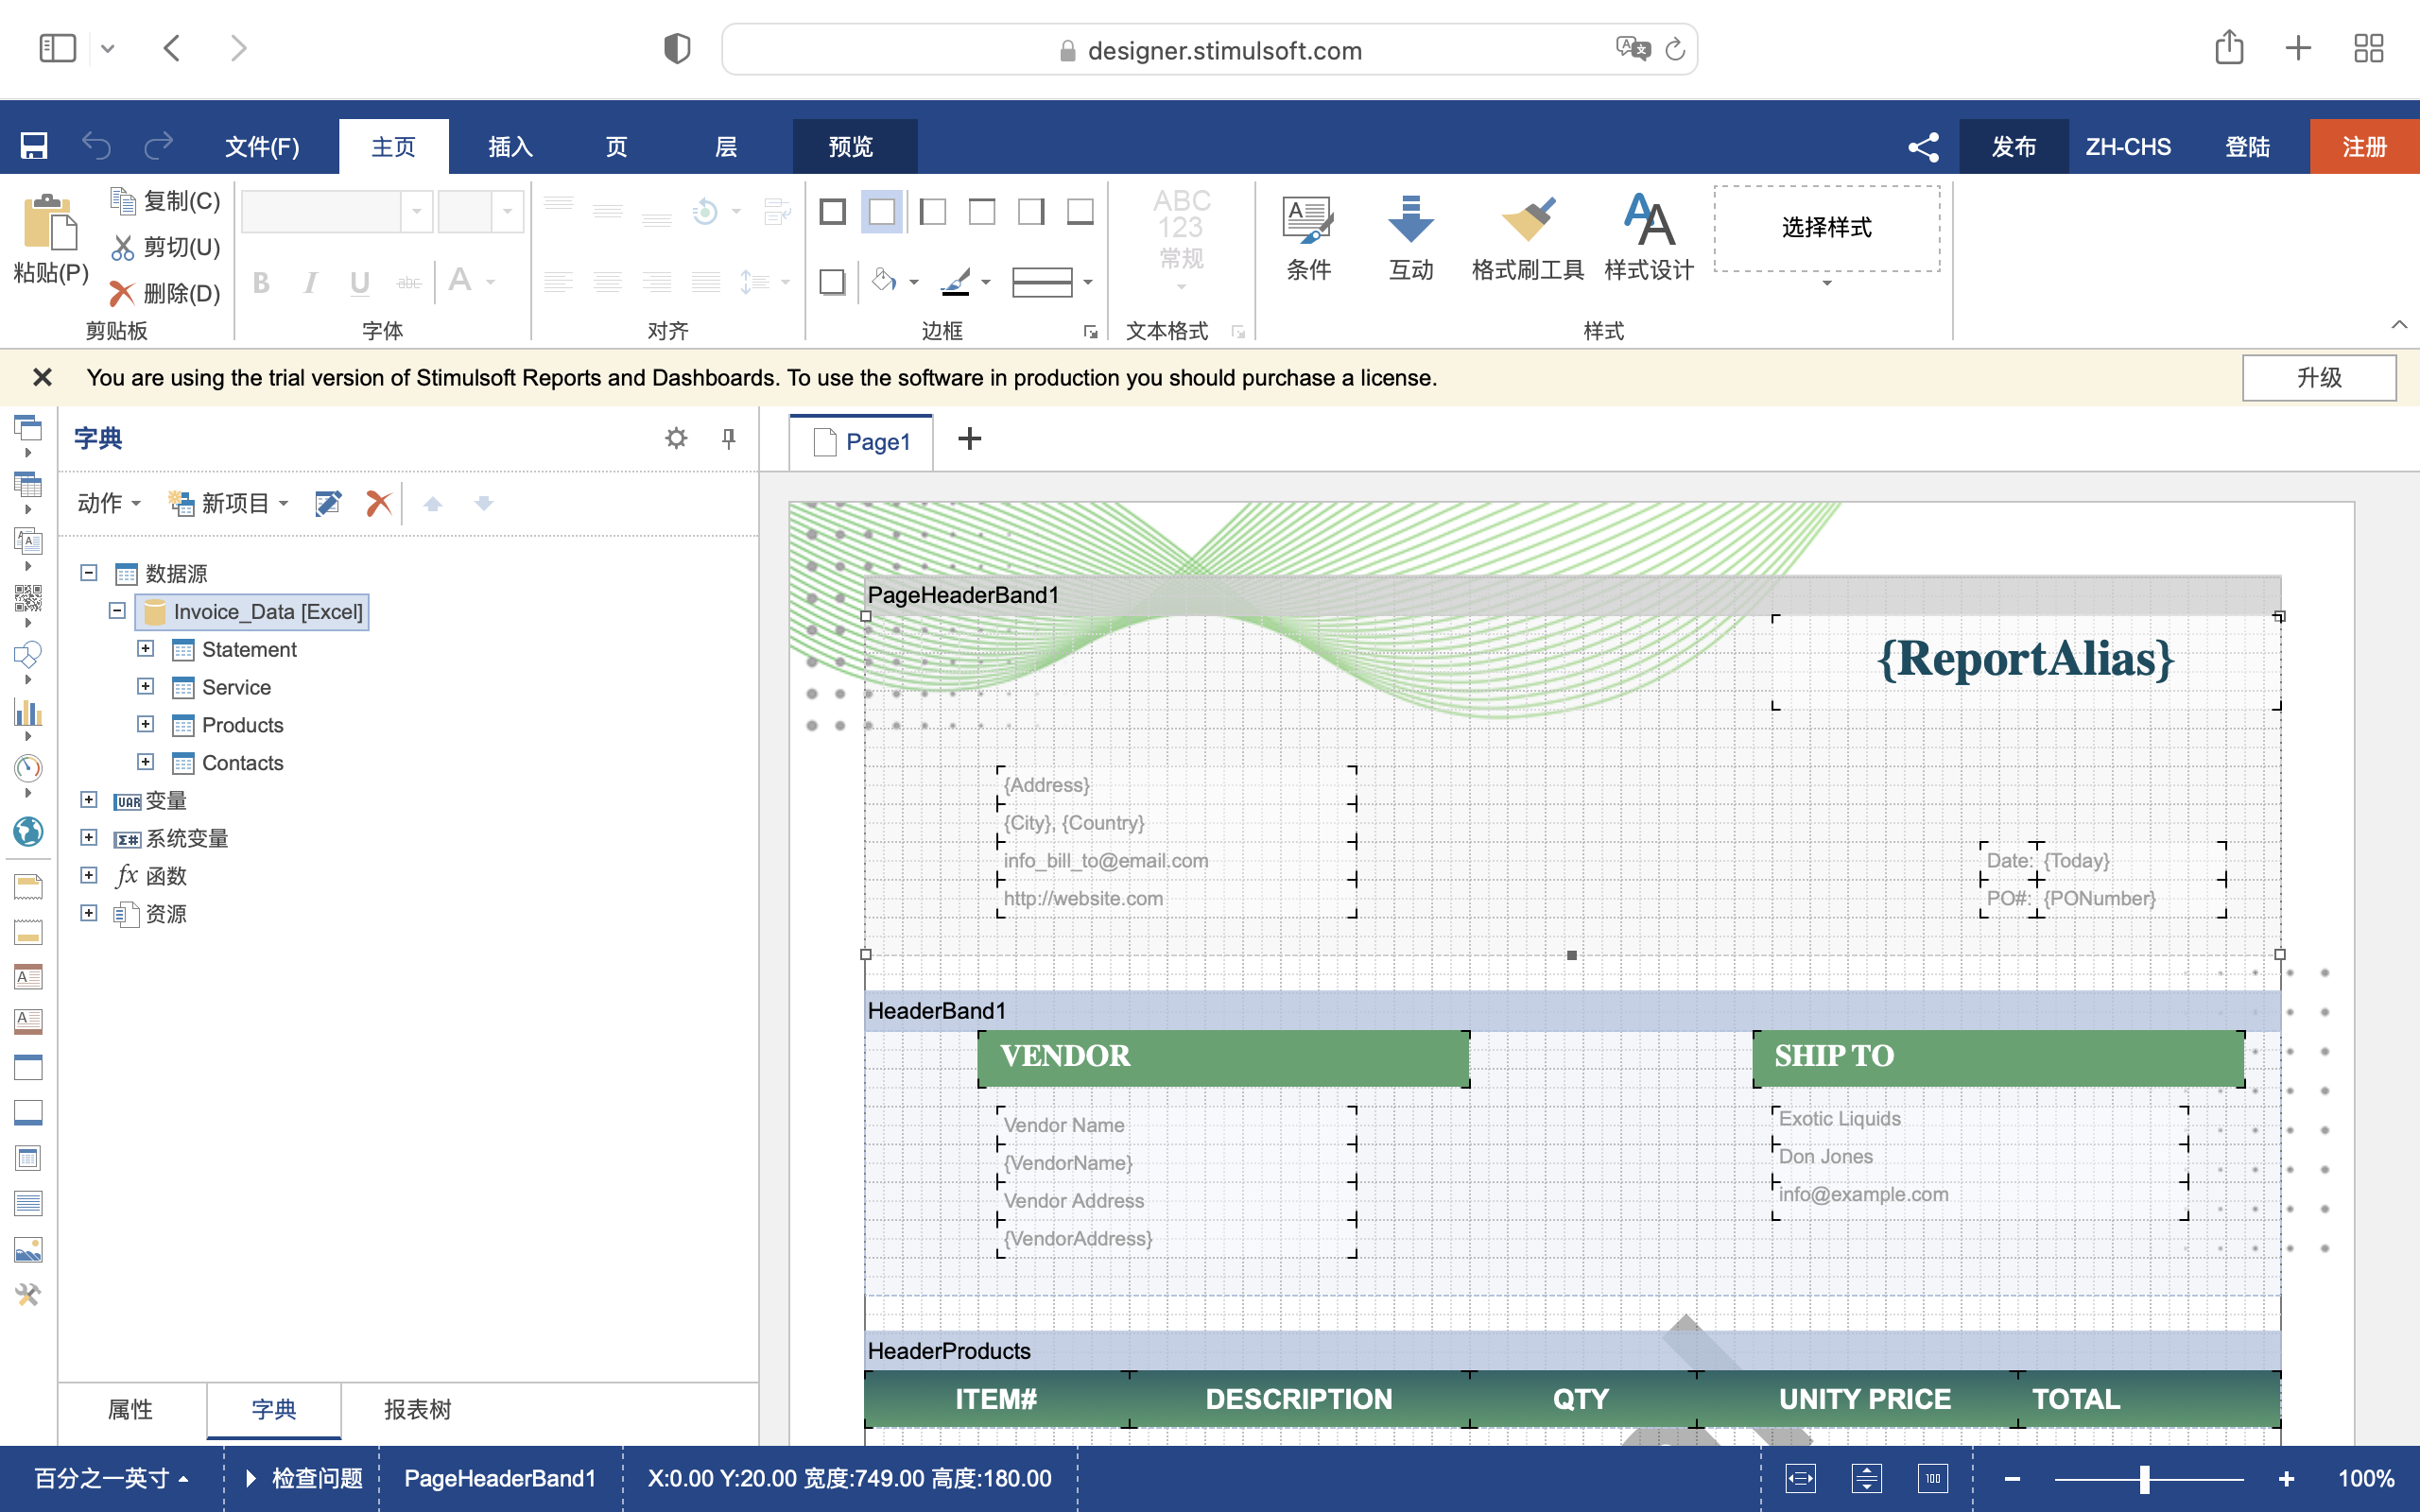 designer.stimulsoft.com
文件(F) 主页 插入 页 层 预览 发布 ZH-CHS 登陆 注册
粘贴(P)
复制(C)
剪切(U)
删除(D)
剪贴板
B I U abc A
字体
对齐
边框
ABC
123
常规
文本格式
条件 互动 格式刷工具 样式设计 选择样式
样式
You are using the trial version of Stimulsoft Reports and Dashboards. To use the software in production you should purchase a license. 升级
字典
动作 新项目
数据源
Invoice_Data [Excel]
Statement
Service
Products
Contacts
变量
系统变量
fx 函数
资源
属性 字典 报表树
Page1
PageHeaderBand1
{ReportAlias}
{Address}
{City}, {Country}
info_bill_to@email.com
http://website.com
Date: {Today}
PO#: {PONumber}
HeaderBand1
VENDOR
SHIP TO
Vendor Name
{VendorName}
Vendor Address
{VendorAddress}
Exotic Liquids
Don Jones
info@example.com
HeaderProducts
ITEM# DESCRIPTION QTY UNITY PRICE TOTAL
百分之一英寸 检查问题 PageHeaderBand1 X:0.00 Y:20.00 宽度:749.00 高度:180.00 100%